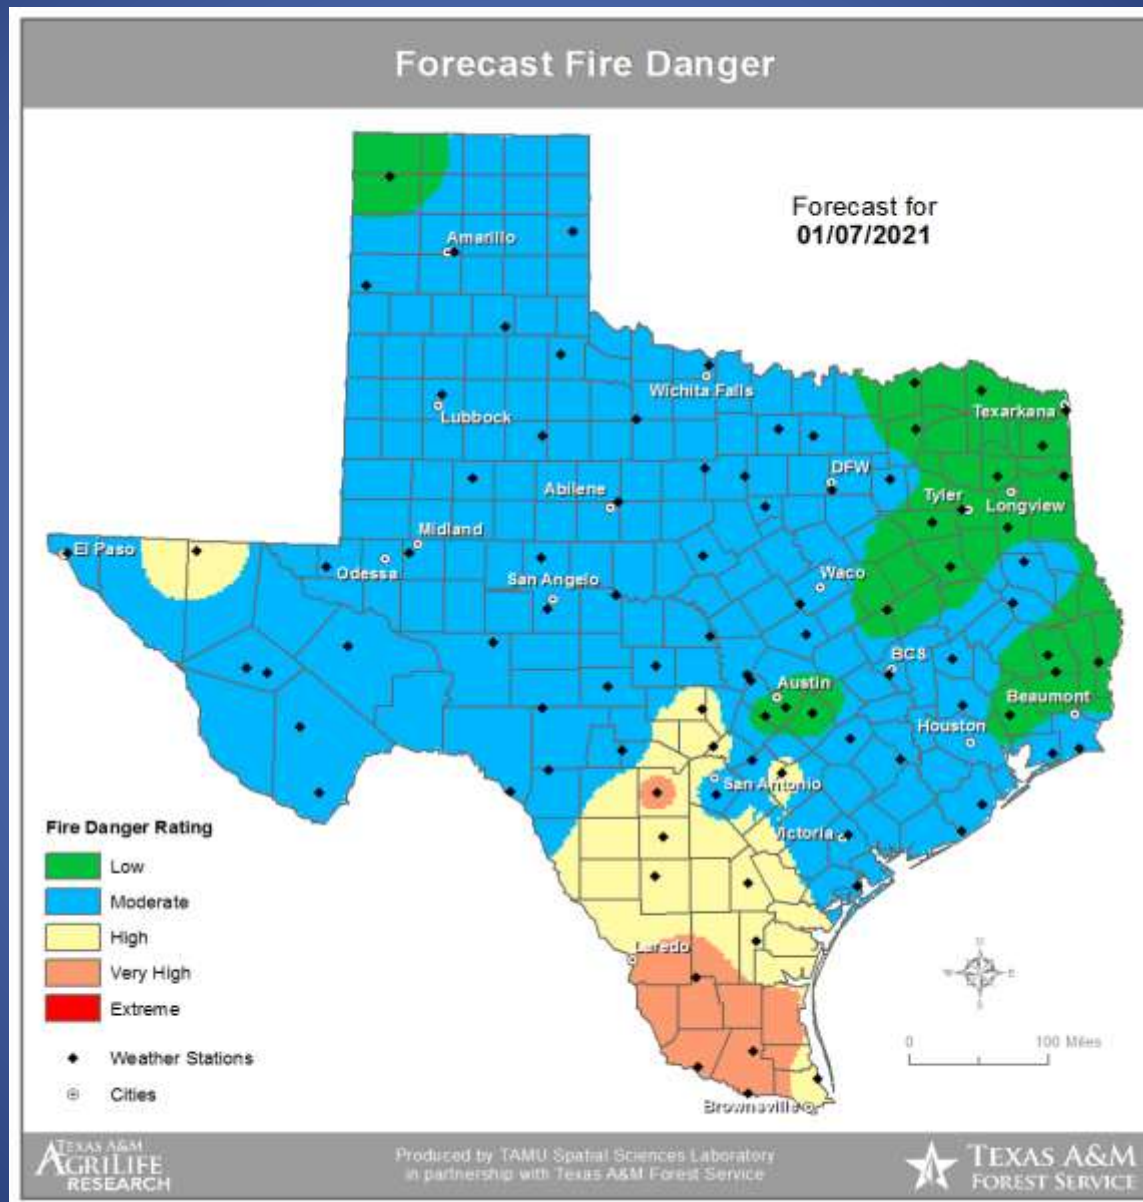 Forecast Fire Danger
Forecast for
01/07/2021
Amarillo
Wichita Falls
Lubbock
Texarkana
DFW
Abilene
Tyler
Longview
Midland
El Paso
Odessa
San Angelo
Waco
BCS
Austin
Beaumont
Houston
San Antonio
Victoria
Laredo
Brownsville
Fire Danger Rating
Low
Moderate
High
Very High
Extreme
Weather Stations
Cities
N
W
E
S
0
100 Miles
TEXAS A&M
AGRILIFE
RESEARCH
Produced by TAMU Spatial Sciences Laboratory
in partnership with Texas A&M Forest Service
TEXAS A&M
FOREST SERVICE